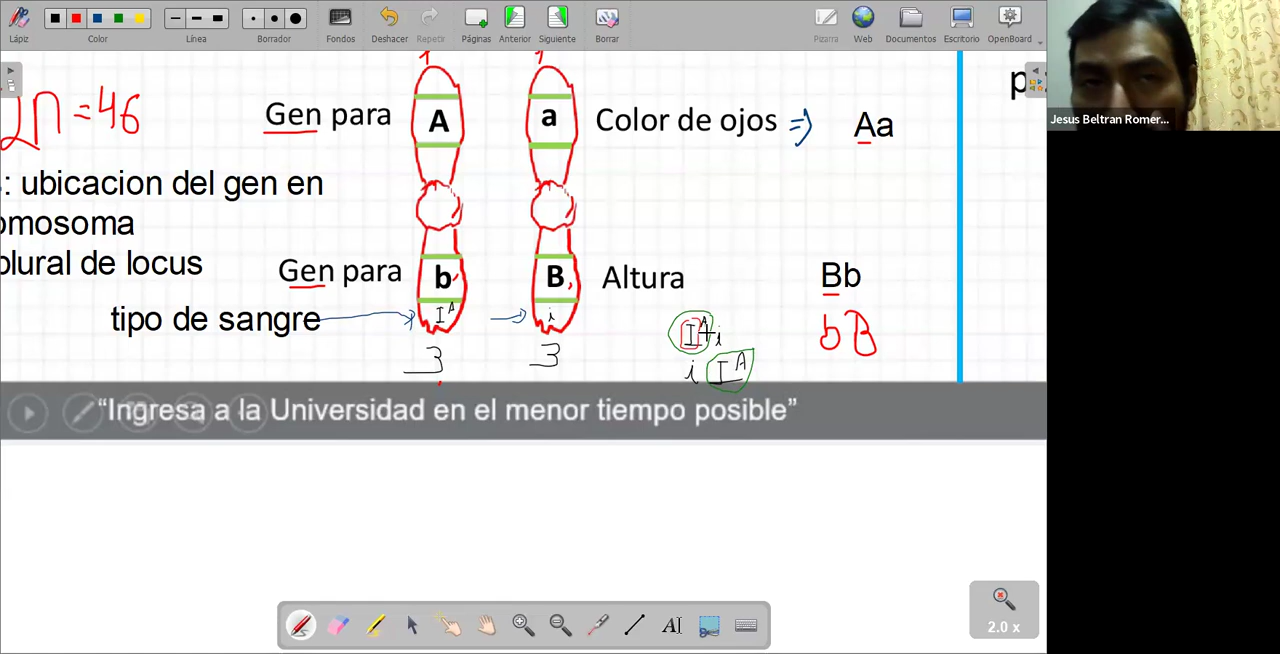 Lápiz Color Línea Borrador Fondos Deshacer Repetir Páginas Anterior Siguiente Borrar Pizarra Web Documentos Escritorio OpenBoard
Jesus Beltran Romer...
2n = 46
Gen para A a Color de ojos ⇒ Aa
: ubicacion del gen en
omosoma
plural de locus
Gen para b B Altura Bb
tipo de sangre I^A i I^A i bB
3 3 i I^A
“Ingresa a la Universidad en el menor tiempo posible”
2.0 x